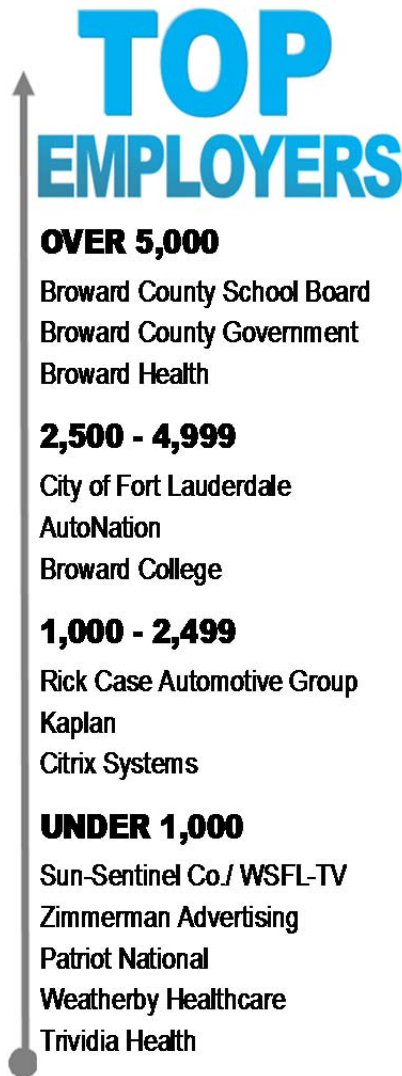 TOP
EMPLOYERS
OVER 5,000
Broward County School Board
Broward County Government
Broward Health
2,500 - 4,999
City of Fort Lauderdale
AutoNation
Broward College
1,000 - 2,499
Rick Case Automotive Group
Kaplan
Citrix Systems
UNDER 1,000
Sun-Sentinel Co./ WSFL-TV
Zimmerman Advertising
Patriot National
Weatherby Healthcare
Trividia Health